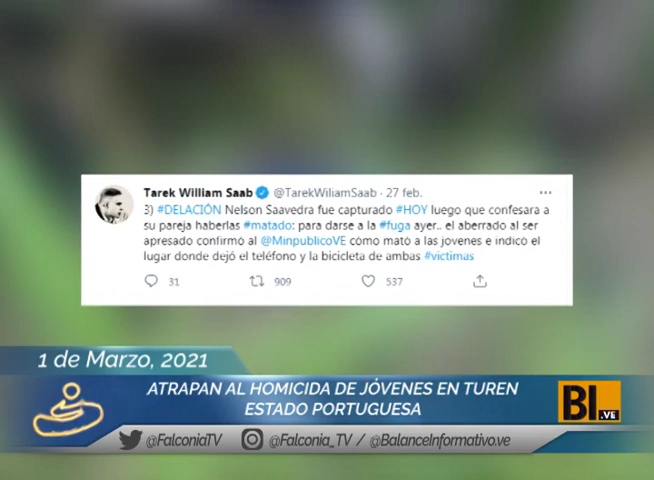 Tarek William Saab @TarekWiliamSaab · 27 feb.
3) #DELACIÓN Nelson Saavedra fue capturado #HOY luego que confesara a
su pareja haberlas #matado: para darse a la #fuga ayer.. el aberrado al ser
apresado confirmó al @MinpublicoVE cómo mató a las jovenes e indicó el
lugar donde dejó el teléfono y la bicicleta de ambas #victimas
31 909 537
1 de Marzo, 2021
ATRAPAN AL HOMICIDA DE JÓVENES EN TUREN
ESTADO PORTUGUESA
BI.VE
@FalconiaTV @Falconia_TV / @BalanceInformativo.ve